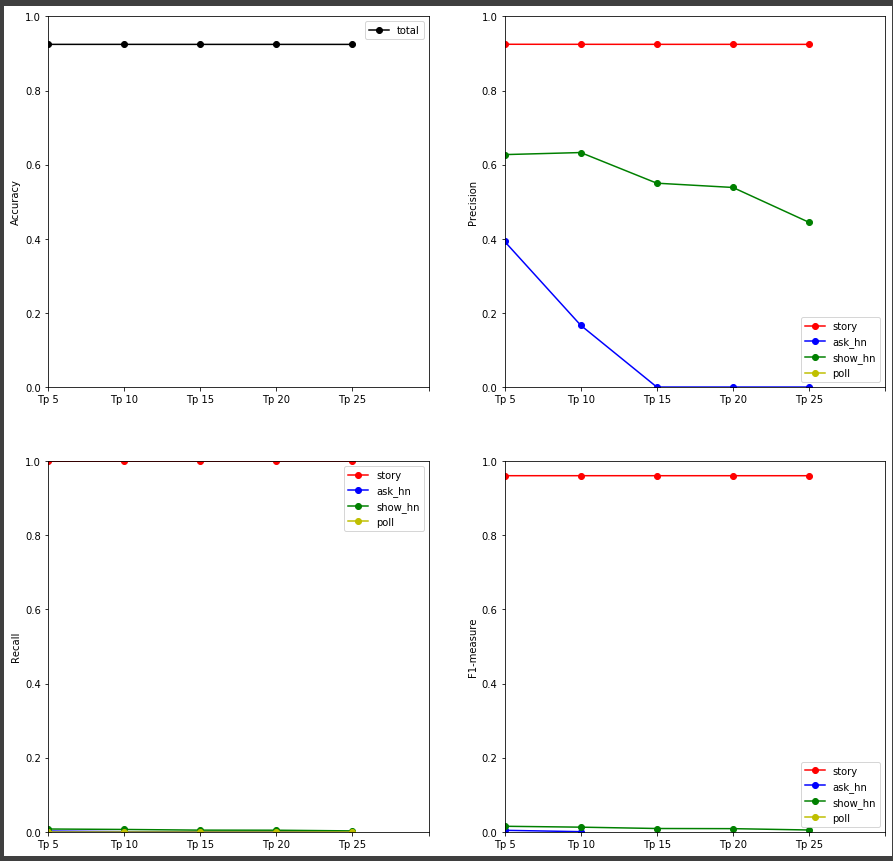 1.0
total
0.8
0.6
Accuracy
0.4
0.2
0.0
Tp 5 Tp 10 Tp 15 Tp 20 Tp 25
1.0
0.8
0.6
Precision
0.4
0.2
story
ask_hn
show_hn
poll
0.0
Tp 5 Tp 10 Tp 15 Tp 20 Tp 25
1.0
story
ask_hn
show_hn
poll
0.8
0.6
Recall
0.4
0.2
0.0
Tp 5 Tp 10 Tp 15 Tp 20 Tp 25
1.0
0.8
0.6
F1-measure
0.4
0.2
story
ask_hn
show_hn
poll
0.0
Tp 5 Tp 10 Tp 15 Tp 20 Tp 25